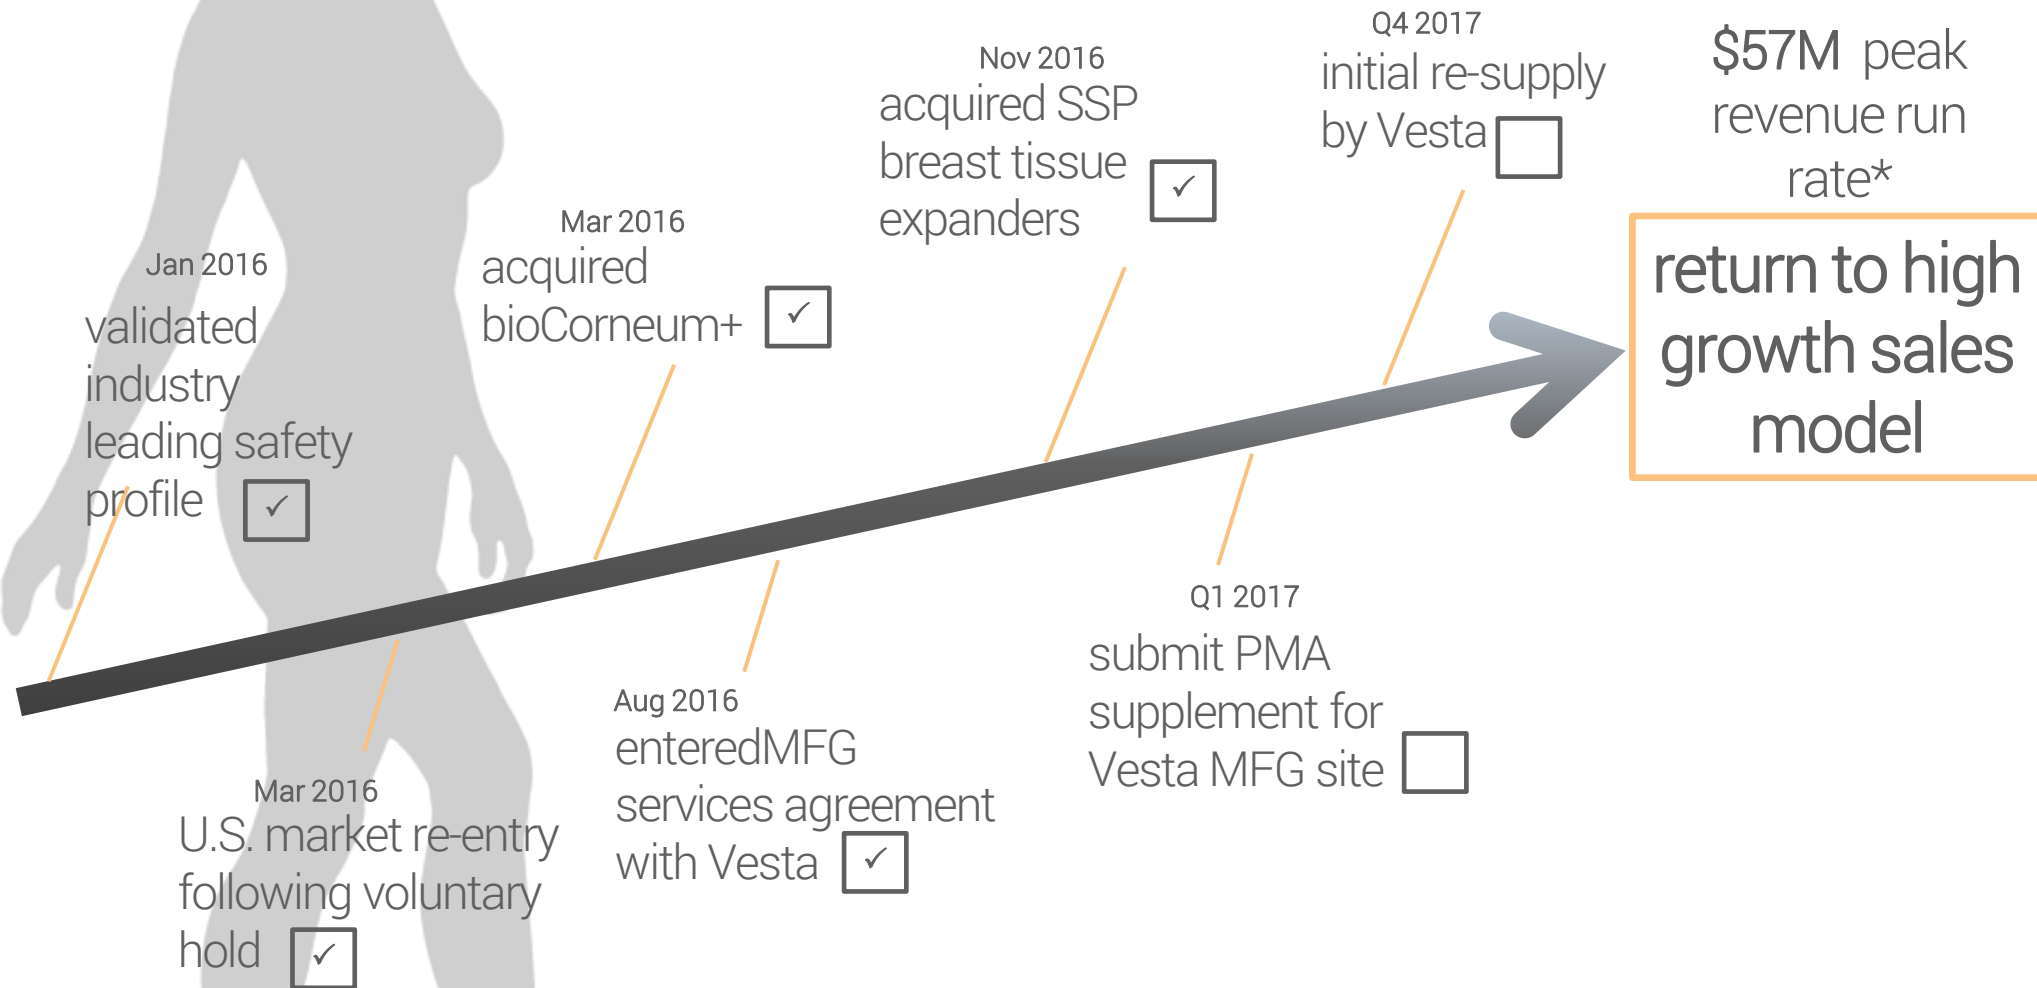 Jan 2016
validated
industry
leading safety
profile
✓
Mar 2016
U.S. market re-entry
following voluntary
hold
✓
Mar 2016
acquired
bioCorneum+
✓
Aug 2016
enteredMFG
services agreement
with Vesta
✓
Nov 2016
acquired SSP
breast tissue
expanders
✓
Q1 2017
submit PMA
supplement for
Vesta MFG site
Q4 2017
initial re-supply
by Vesta
$57M peak
revenue run
rate*
return to high
growth sales
model